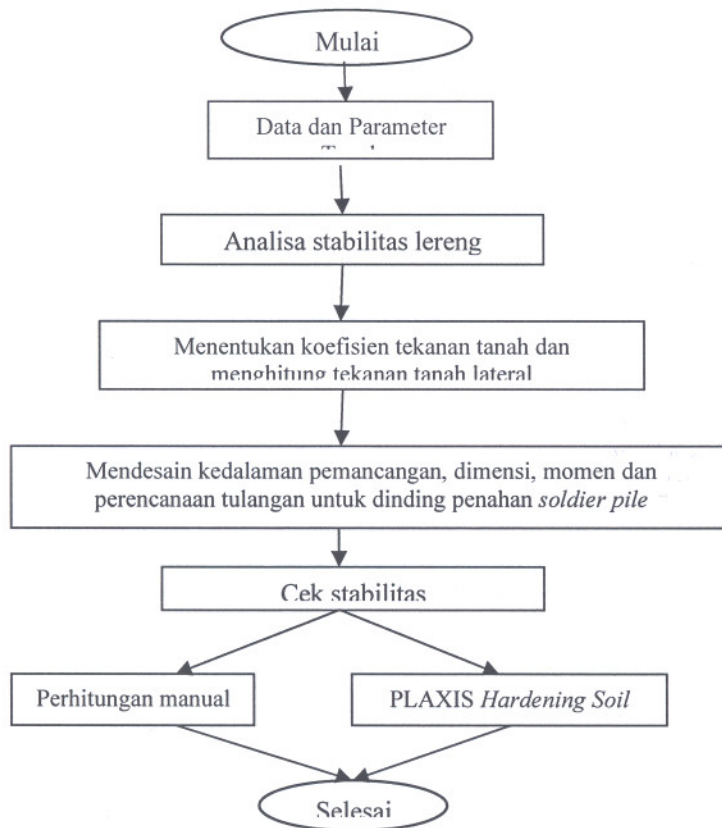 Mulai
Data dan Parameter
Analisa stabilitas lereng
Menentukan koefisien tekanan tanah dan
menghitung tekanan tanah lateral
Mendesain kedalaman pemancangan, dimensi, momen dan
perencanaan tulangan untuk dinding penahan soldier pile
Cek stabilitas
Perhitungan manual
PLAXIS Hardening Soil
Selesai